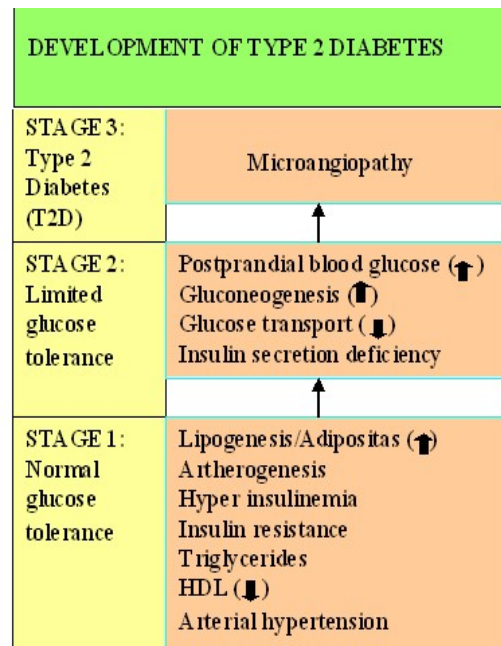 DEVELOPMENT OF TYPE 2 DIABETES
STAGE 3:
Type 2
Diabetes
(T2D)
Microangiopathy
STAGE 2:
Limited
glucose
tolerance
Postprandial blood glucose (⬆)
Gluconeogenesis (⬆)
Glucose transport (⬇)
Insulin secretion deficiency
STAGE 1:
Normal
glucose
tolerance
Lipogenesis/Adipositas (⬆)
Artherogenesis
Hyper insulinemia
Insulin resistance
Triglycerides
HDL (⬇)
Arterial hypertension